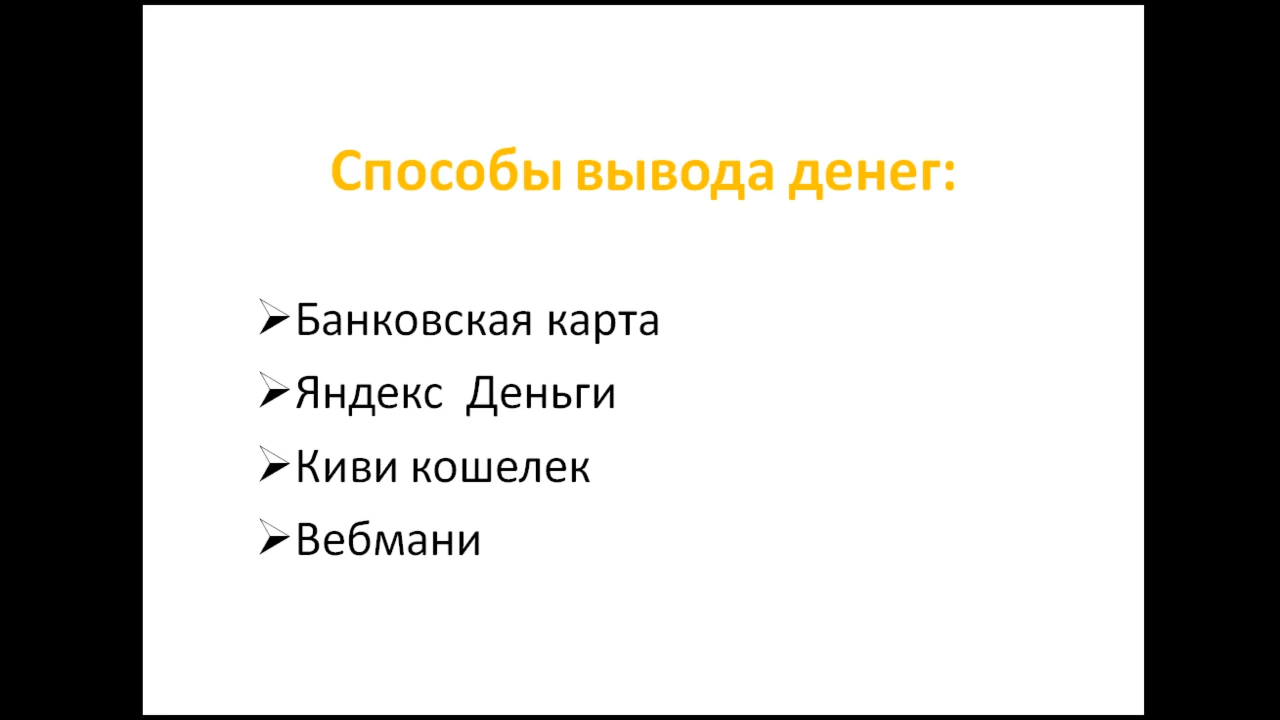 Способы вывода денег:
Банковская карта
Яндекс Деньги
Киви кошелек
Вебмани